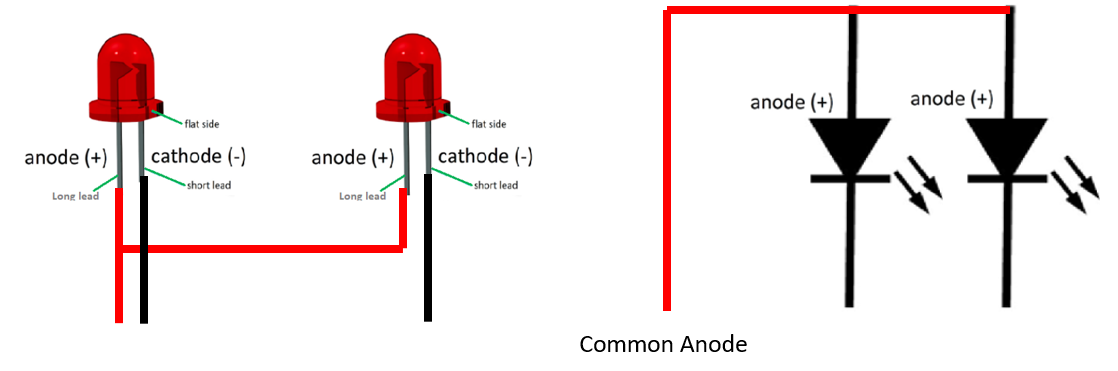 flat side
anode (+)
cathode (-)
Long lead
short lead
flat side
anode (+)
cathode (-)
Long lead
short lead
anode (+)
anode (+)
Common Anode